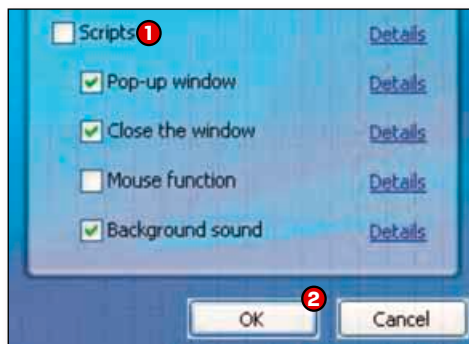 Scripts 1 Details
Pop-up window Details
Close the window Details
Mouse function Details
Background sound Details
2
OK Cancel